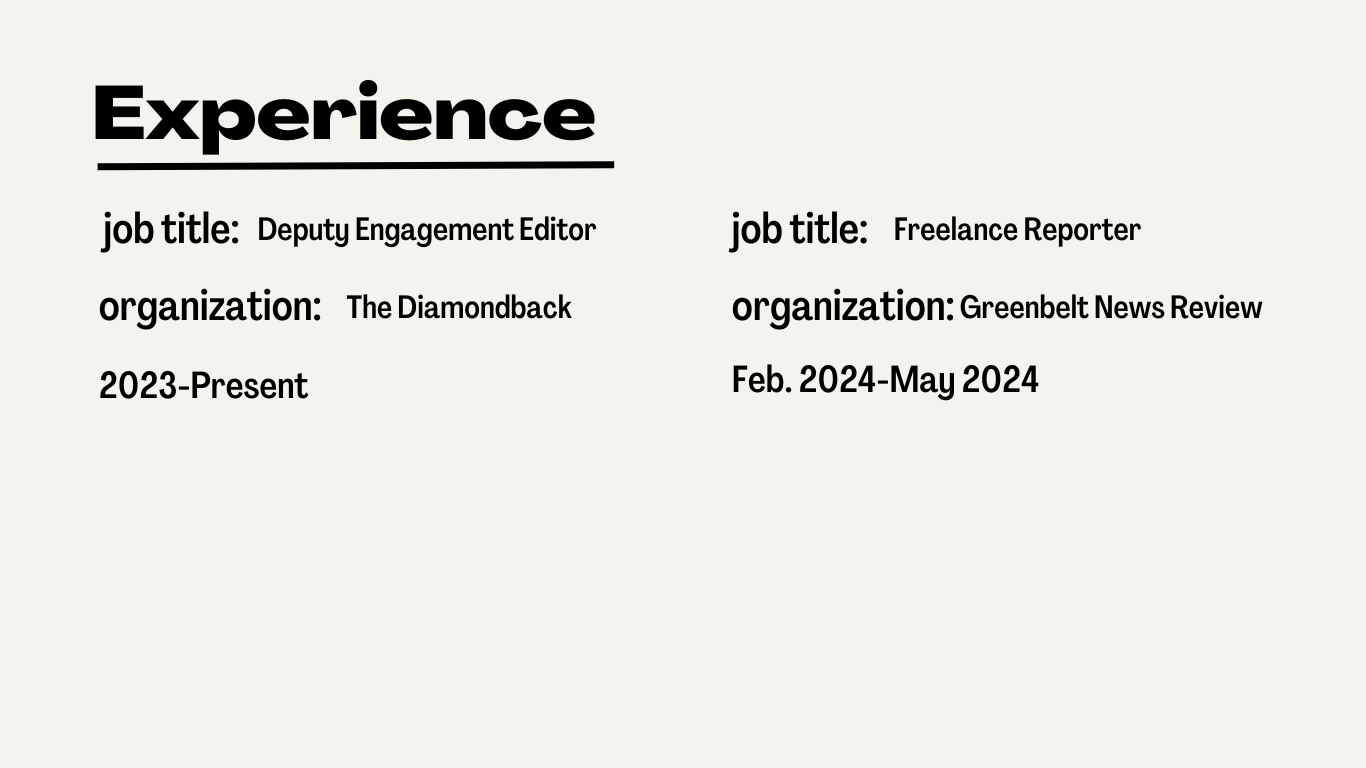 Experience
job title: Deputy Engagement Editor
organization: The Diamondback
2023-Present
job title: Freelance Reporter
organization: Greenbelt News Review
Feb. 2024-May 2024